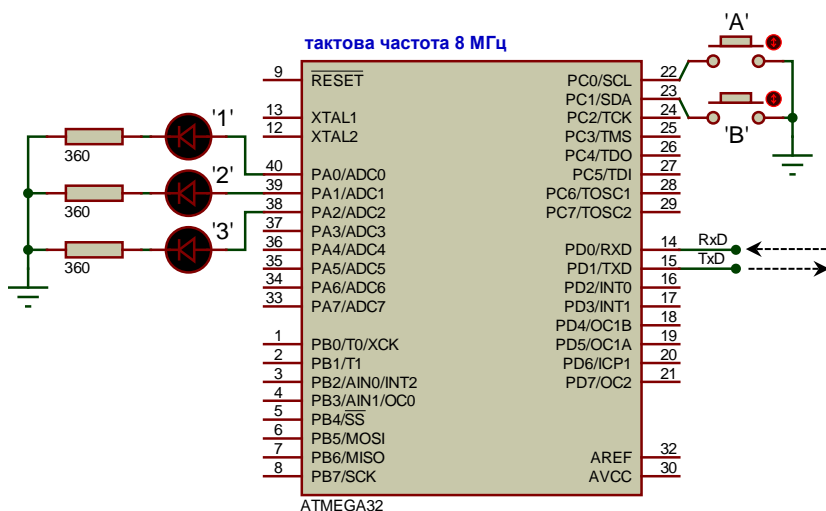 тактова частота 8 МГц
'A'
'B'
'1'
360
'2'
360
'3'
360
9 RESET
13 XTAL1
12 XTAL2
40 PA0/ADC0
39 PA1/ADC1
38 PA2/ADC2
37 PA3/ADC3
36 PA4/ADC4
35 PA5/ADC5
34 PA6/ADC6
33 PA7/ADC7
1 PB0/T0/XCK
2 PB1/T1
3 PB2/AIN0/INT2
4 PB3/AIN1/OC0
5 PB4/SS
6 PB5/MOSI
7 PB6/MISO
8 PB7/SCK
PC0/SCL 22
PC1/SDA 23
PC2/TCK 24
PC3/TMS 25
PC4/TDO 26
PC5/TDI 27
PC6/TOSC1 28
PC7/TOSC2 29
PD0/RXD 14 RxD
PD1/TXD 15 TxD
PD2/INT0 16
PD3/INT1 17
PD4/OC1B 18
PD5/OC1A 19
PD6/ICP1 20
PD7/OC2 21
AREF 32
AVCC 30
ATMEGA32